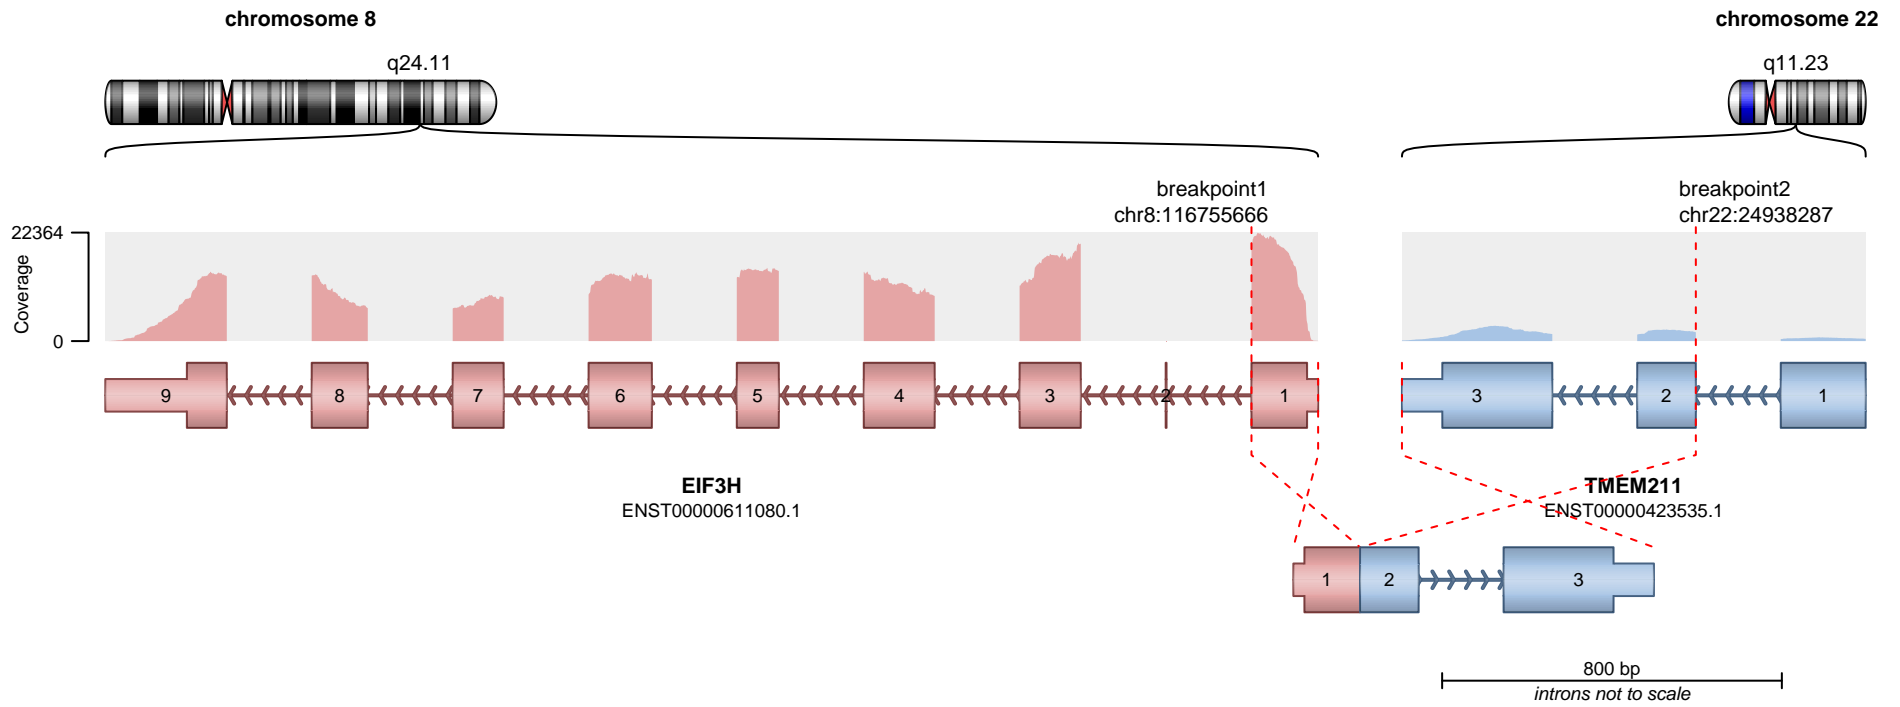 chromosome 8
chromosome 22
q24.11
q11.23
breakpoint1
chr8:116755666
breakpoint2
chr22:24938287
22364
Coverage
0
9 8 7 6 5 4 3 2 1
3 2 1
EIF3H
ENST00000611080.1
TMEM211
ENST00000423535.1
1 2 3
800 bp
introns not to scale